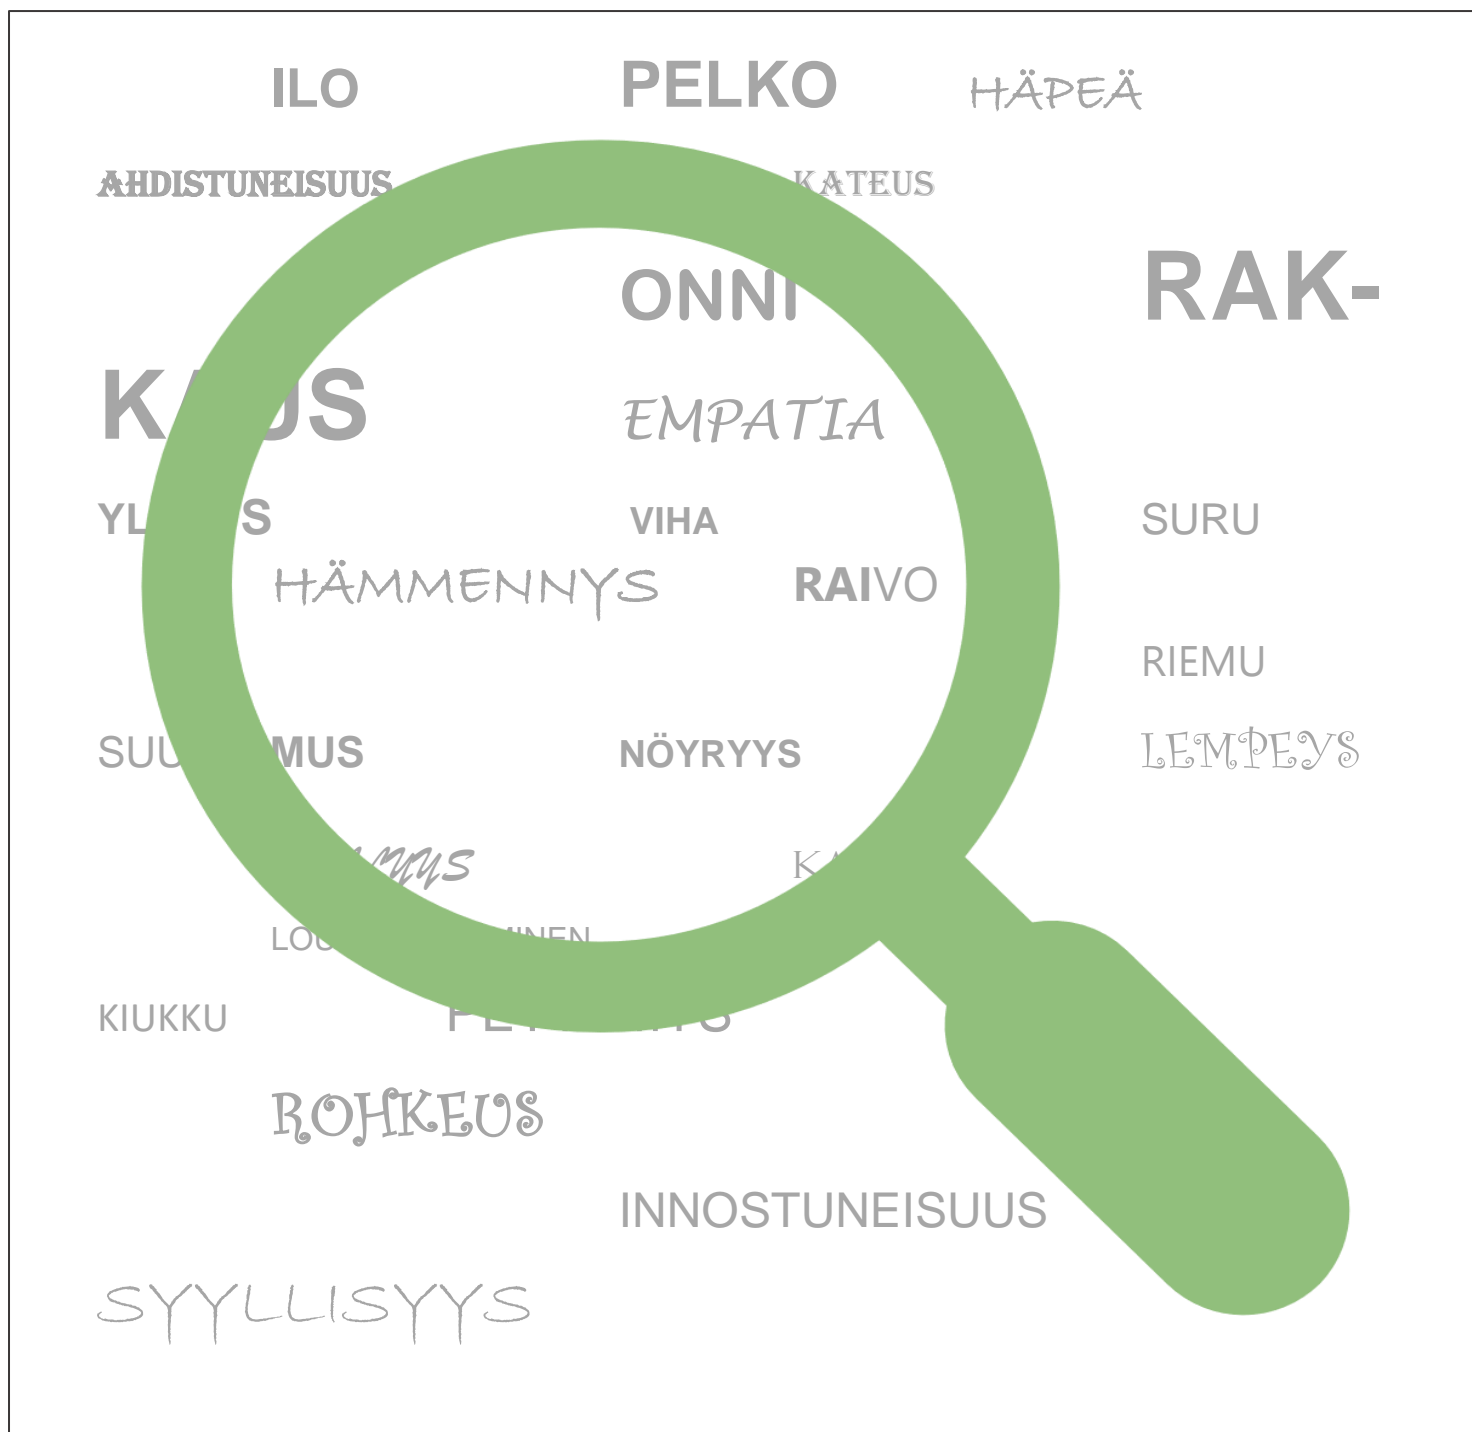 ILO PELKO HÄPEÄ
AHDISTUNEISUUS KATEUS
ONNI RAK-
EMPATIA
VIHA SURU
HÄMMENNYS RAIVO
RIEMU
NÖYRYYS LEMPEYS
KIUKKU
ROHKEUS
INNOSTUNEISUUS
SYYLLISYYS